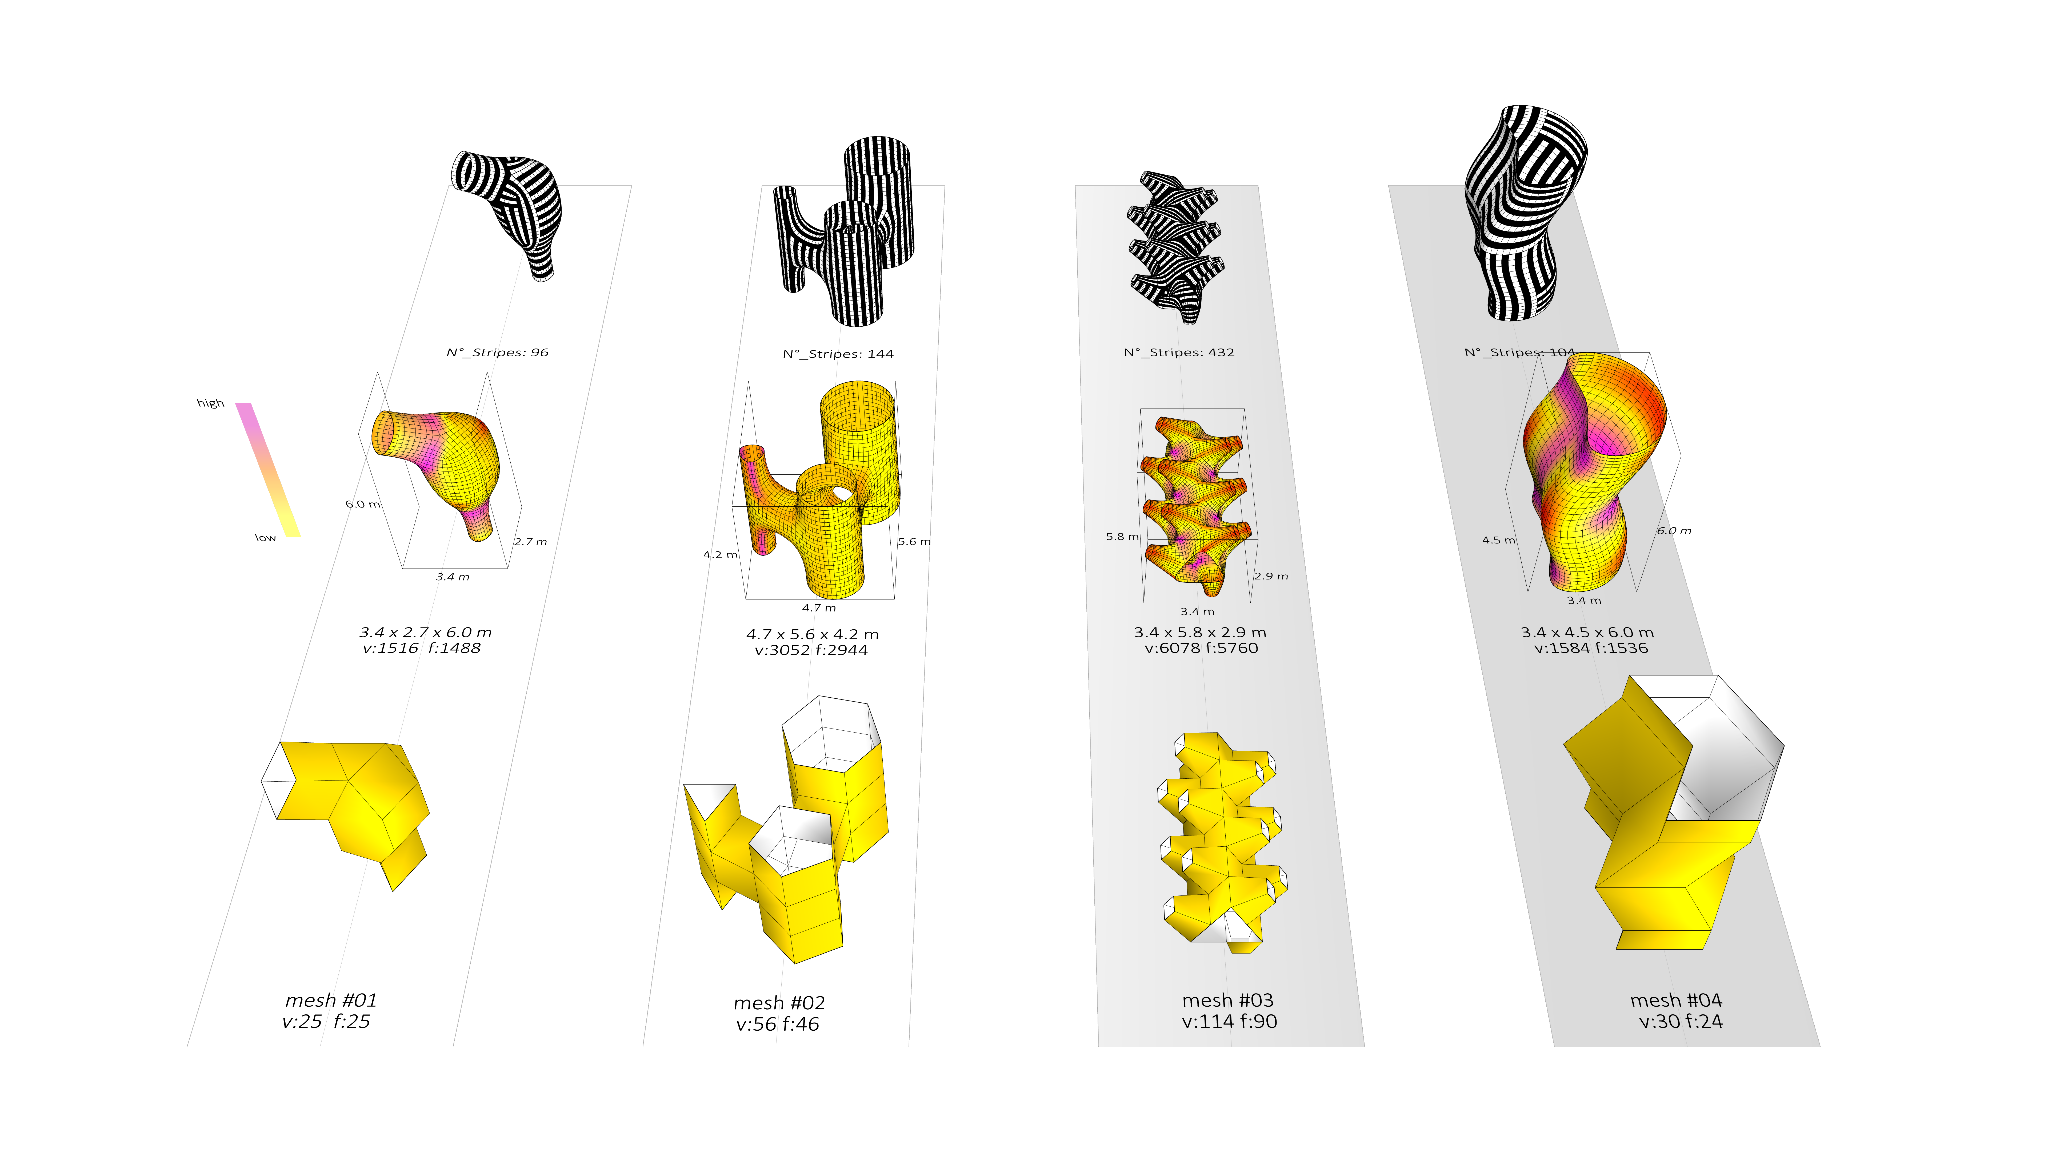 N°_Stripes: 96
N°_Stripes: 144
N°_Stripes: 432
N°_Stripes: 104
high
low
6.0 m
2.7 m
3.4 m
4.2 m
5.6 m
4.7 m
5.8 m
2.9 m
3.4 m
4.5 m
6.0 m
3.4 m
3.4 x 2.7 x 6.0 m
v:1516 f:1488
4.7 x 5.6 x 4.2 m
v:3052 f:2944
3.4 x 5.8 x 2.9 m
v:6078 f:5760
3.4 x 4.5 x 6.0 m
v:1584 f:1536
mesh #01
v:25 f:25
mesh #02
v:56 f:46
mesh #03
v:114 f:90
mesh #04
v:30 f:24